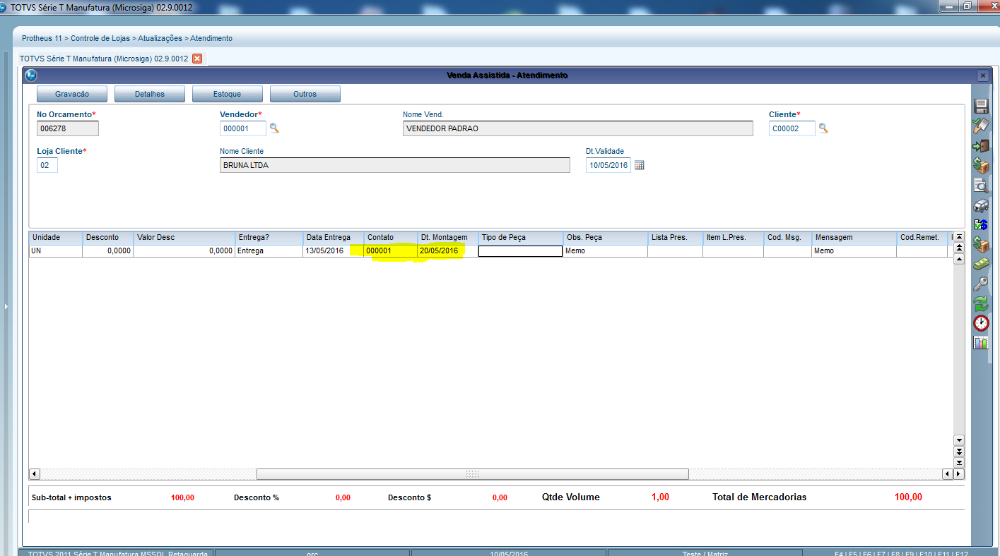 TOTVS Série T Manufatura (Microsiga) 02.9.0012
Protheus 11 > Controle de Lojas > Atualizações > Atendimento
TOTVS Série T Manufatura (Microsiga) 02.9.0012
Venda Assistida - Atendimento
Gravacão Detalhes Estoque Outros
No Orcamento* Vendedor* Nome Vend. Cliente*
006278 000001 VENDEDOR PADRAO C00002
Loja Cliente* Nome Cliente Dt.Validade
02 BRUNA LTDA 10/05/2016
Unidade Desconto Valor Desc Entrega? Data Entrega Contato Dt. Montagem Tipo de Peça Obs. Peça Lista Pres. Item L.Pres. Cod. Msg. Mensagem Cod.Remet.
UN 0,0000 0,0000 Entrega 13/05/2016 000001 20/05/2016 Memo Memo
Sub-total + impostos 100,00 Desconto % 0,00 Desconto $ 0,00 Qtde Volume 1,00 Total de Mercadorias 100,00
TOTVS 2011 Série T Manufatura MSSQL Retaguarda orc 10/05/2016 Teste / Matriz F4 | F5 | F6 | F7 | F8 | F9 | F10 | F11 | F12